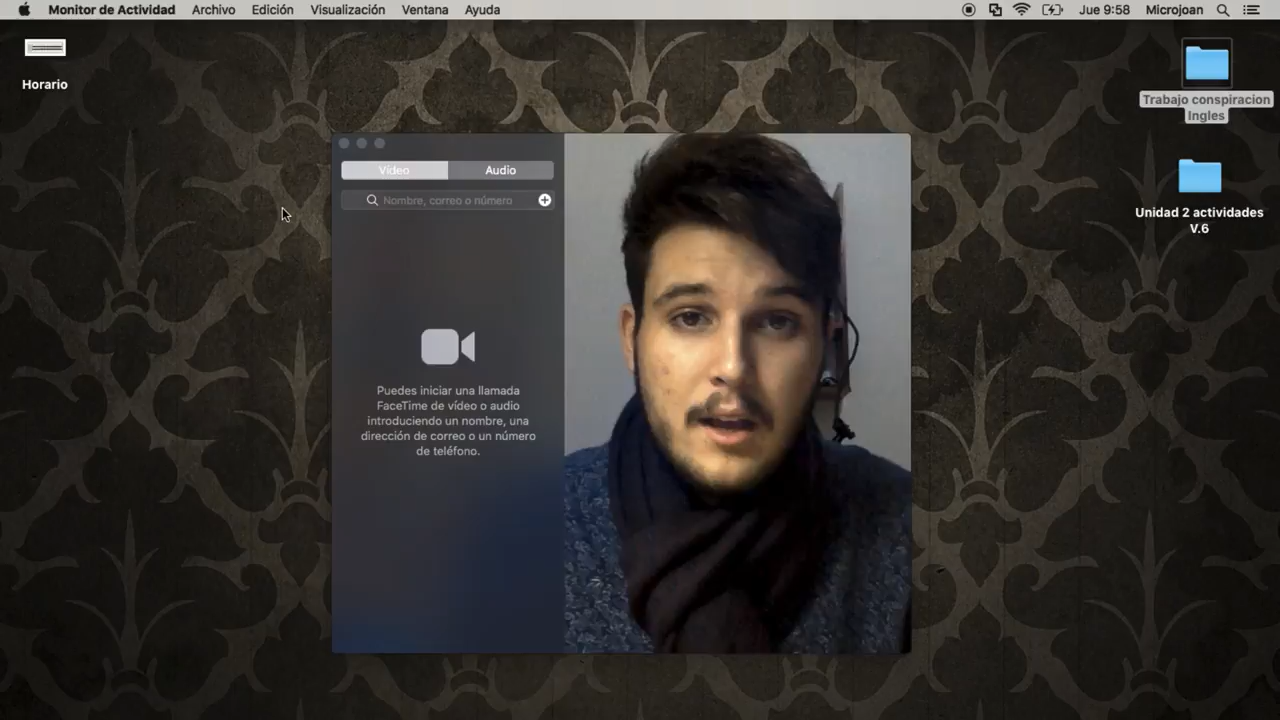 Monitor de Actividad Archivo Edición Visualización Ventana Ayuda Jue 9:58 Microjoan
Horario
Trabajo conspiracion
Ingles
Unidad 2 actividades
V.6
Vídeo Audio
Nombre, correo o número
Puedes iniciar una llamada
FaceTime de vídeo o audio
introduciendo un nombre, una
dirección de correo o un número
de teléfono.